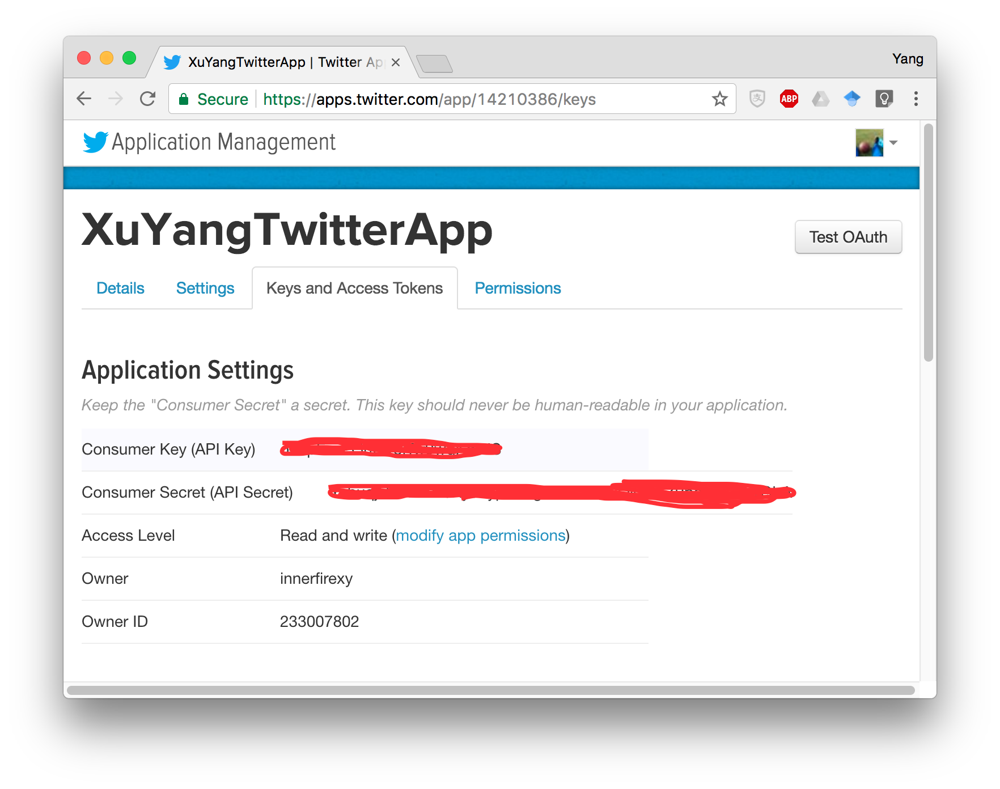 XuYangTwitterApp | Twitter Ap
Yang
Secure https://apps.twitter.com/app/14210386/keys
ABP
Application Management
XuYangTwitterApp
Test OAuth
Details Settings Keys and Access Tokens Permissions
Application Settings
Keep the "Consumer Secret" a secret. This key should never be human-readable in your application.
Consumer Key (API Key)
Consumer Secret (API Secret)
Access Level Read and write (modify app permissions)
Owner innerfirexy
Owner ID 233007802